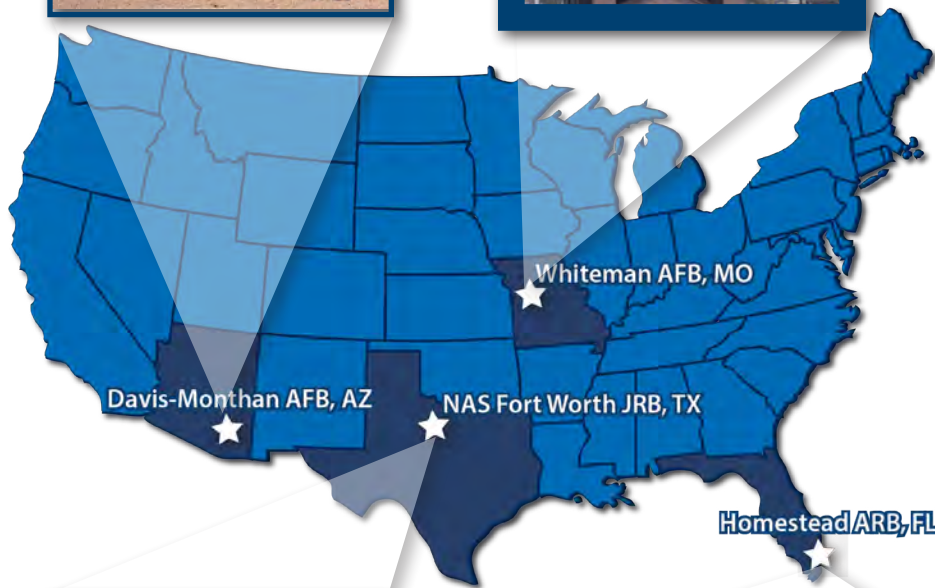 Whiteman AFB, MO
Davis-Monthan AFB, AZ
NAS Fort Worth JRB, TX
Homestead ARB, FL